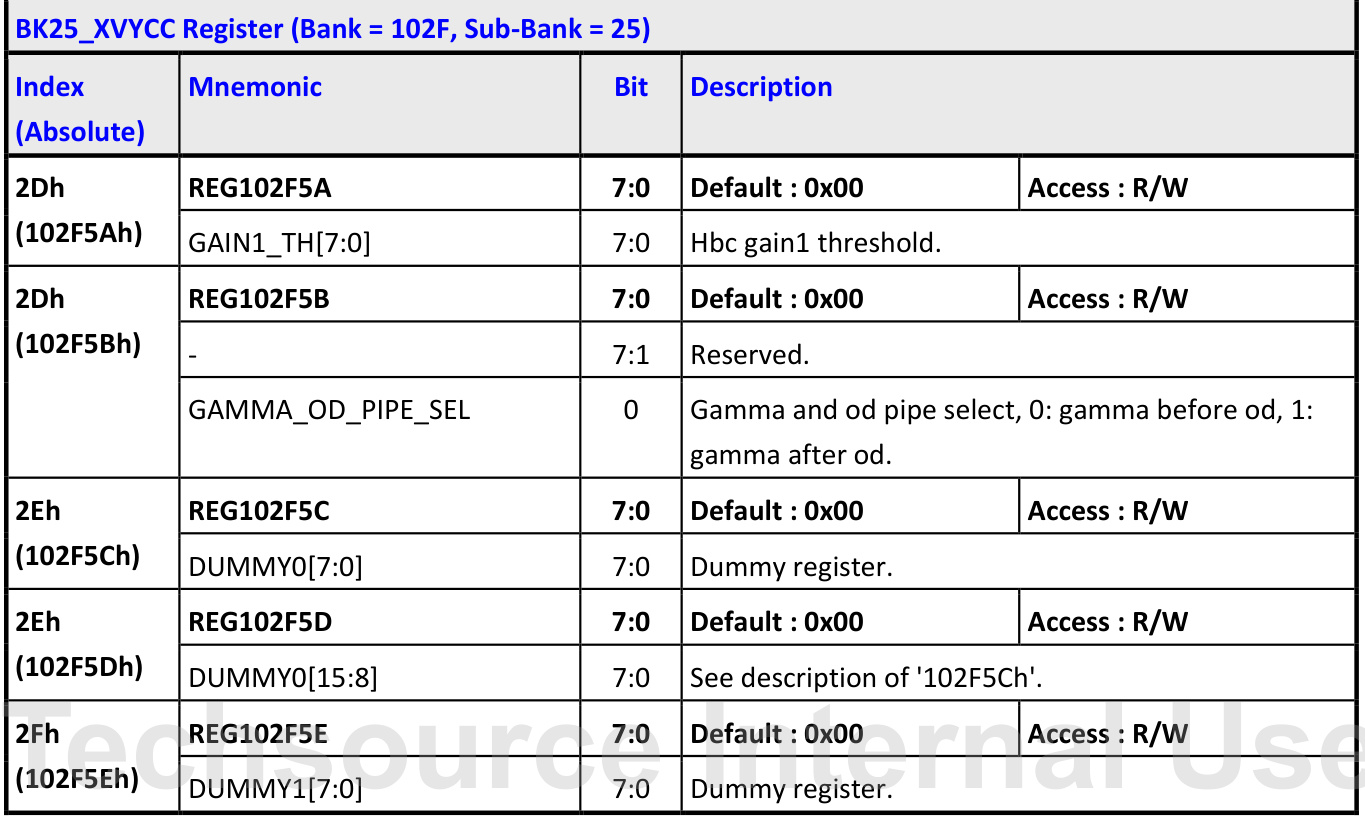 BK25_XVYCC Register (Bank = 102F, Sub-Bank = 25)
Index (Absolute) Mnemonic Bit Description
2Dh (102F5Ah) REG102F5A 7:0 Default : 0x00 Access : R/W
GAIN1_TH[7:0] 7:0 Hbc gain1 threshold.
2Dh (102F5Bh) REG102F5B 7:0 Default : 0x00 Access : R/W
- 7:1 Reserved.
GAMMA_OD_PIPE_SEL 0 Gamma and od pipe select, 0: gamma before od, 1:
gamma after od.
2Eh (102F5Ch) REG102F5C 7:0 Default : 0x00 Access : R/W
DUMMY0[7:0] 7:0 Dummy register.
2Eh (102F5Dh) REG102F5D 7:0 Default : 0x00 Access : R/W
DUMMY0[15:8] 7:0 See description of '102F5Ch'.
2Fh (102F5Eh) REG102F5E 7:0 Default : 0x00 Access : R/W
DUMMY1[7:0] 7:0 Dummy register.
Techsource Internal Use